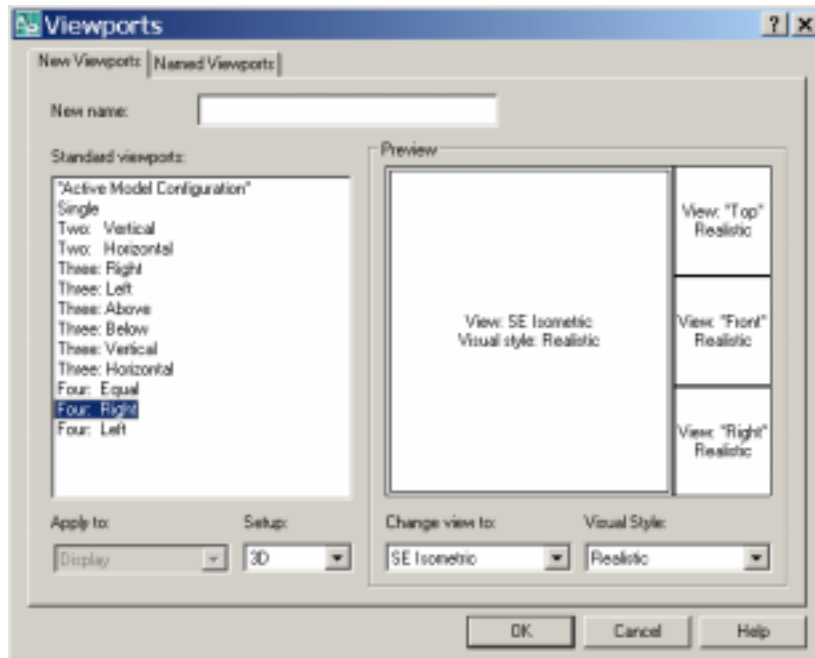 Viewports
New Viewports
Named Viewports
New name:
Standard viewports:
*Active Model Configuration*
Single
Two: Vertical
Two: Horizontal
Three: Right
Three: Left
Three: Above
Three: Below
Three: Vertical
Three: Horizontal
Four: Equal
Four: Right
Four: Left
Apply to:
Display
Setup:
3D
Preview
View: SE Isometric
Visual style: Realistic
View: "Top"
Realistic
View: "Front"
Realistic
View: "Right"
Realistic
Change view to:
SE Isometric
Visual Style:
Realistic
OK
Cancel
Help